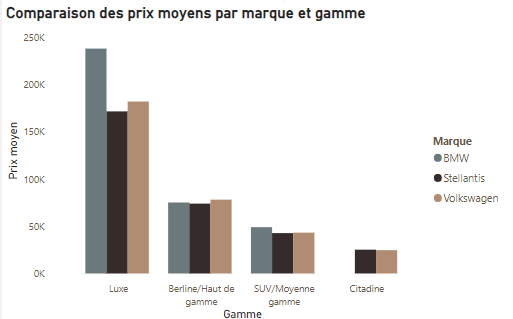 Comparaison des prix moyens par marque et gamme
250K
200K
150K
100K
50K
0K
Prix moyen
Luxe
Berline/Haut de
gamme
SUV/Moyenne
gamme
Citadine
Gamme
Marque
BMW
Stellantis
Volkswagen